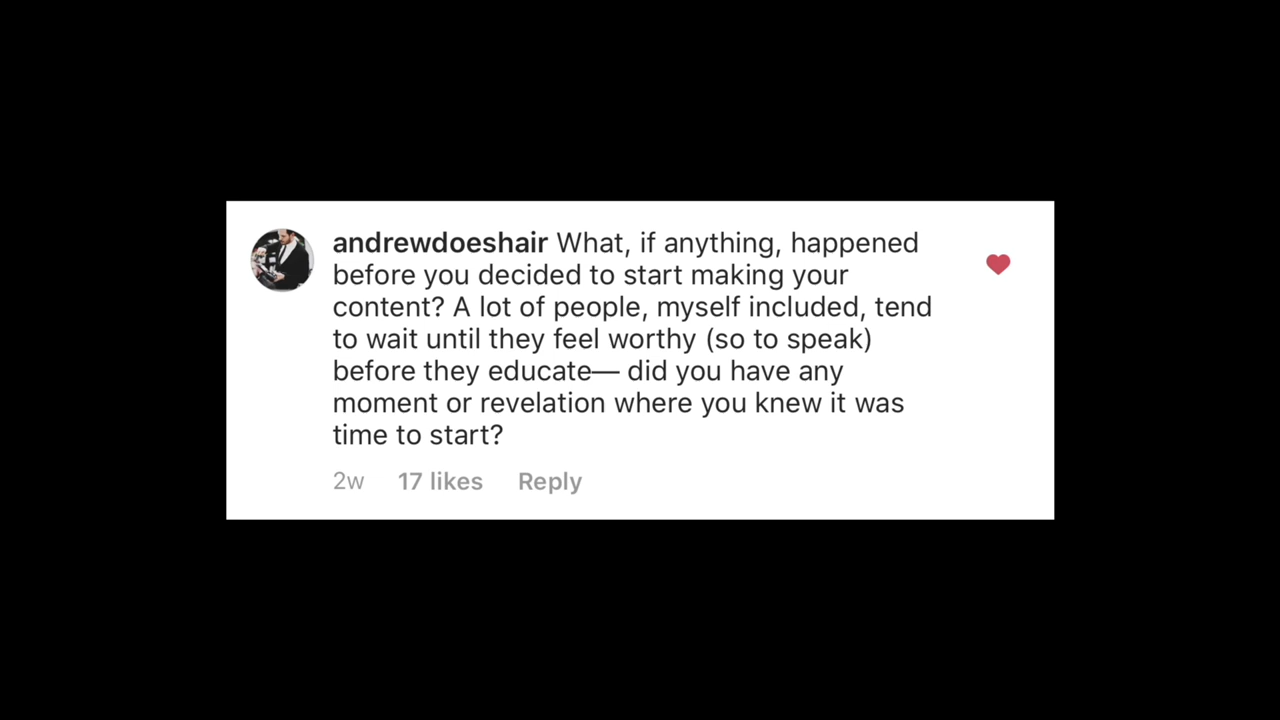 andrewdoeshair What, if anything, happened
before you decided to start making your
content? A lot of people, myself included, tend
to wait until they feel worthy (so to speak)
before they educate— did you have any
moment or revelation where you knew it was
time to start?
2w 17 likes Reply